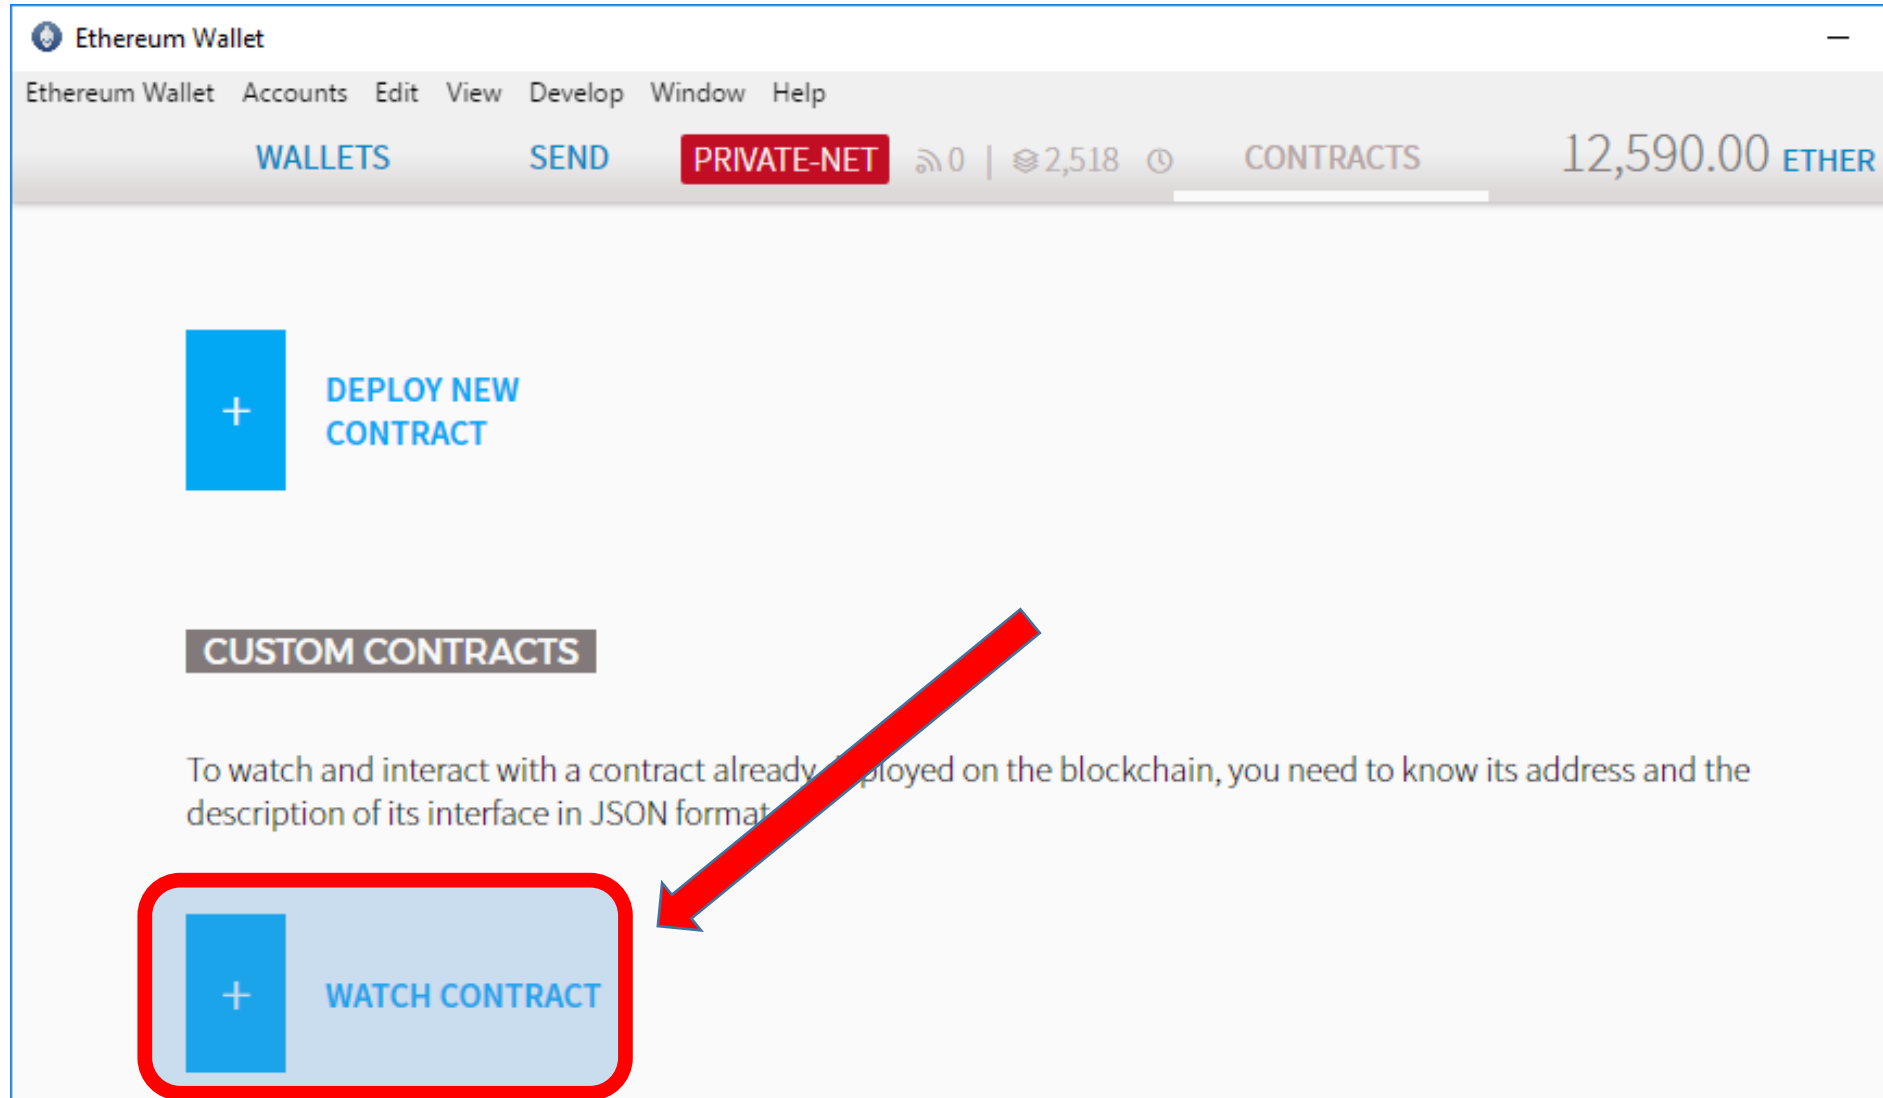 Ethereum Wallet
Ethereum Wallet Accounts Edit View Develop Window Help
WALLETS SEND PRIVATE-NET 0 | 2,518 CONTRACTS 12,590.00 ETHER
+ DEPLOY NEW
CONTRACT
CUSTOM CONTRACTS
To watch and interact with a contract already deployed on the blockchain, you need to know its address and the
description of its interface in JSON format
+ WATCH CONTRACT